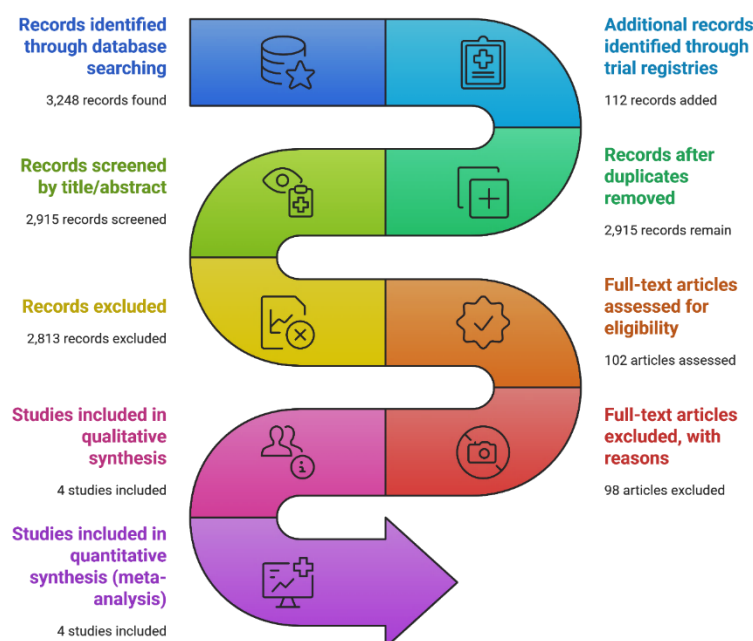 Records identified
through database
searching
3,248 records found
Additional records
identified through
trial registries
112 records added
Records after
duplicates
removed
2,915 records remain
Records screened
by title/abstract
2,915 records screened
Records excluded
2,813 records excluded
Full-text articles
assessed for
eligibility
102 articles assessed
Full-text articles
excluded, with
reasons
98 articles excluded
Studies included in
qualitative
synthesis
4 studies included
Studies included in
quantitative
synthesis (meta-
analysis)
4 studies included